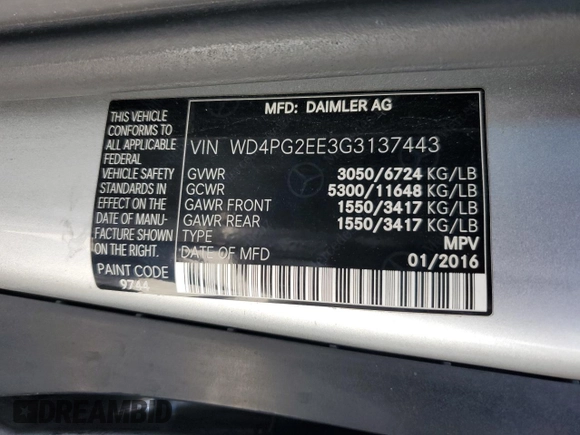 MFD: DAIMLER AG
THIS VEHICLE
CONFORMS TO
ALL APPLICABLE
FEDERAL
VEHICLE SAFETY
STANDARDS IN
EFFECT ON THE
DATE OF MANU-
FACTURE SHOWN
ON THIS LABEL
PAINT CODE
9744
VIN WD4PG2EE3G3137443
GVWR 3050/6724 KG/LB
GCWR 5300/11648 KG/LB
GAWR FRONT 1550/3417 KG/LB
GAWR REAR 1550/3417 KG/LB
TYPE MPV
DATE OF MFD 01/2016
DREAMBID